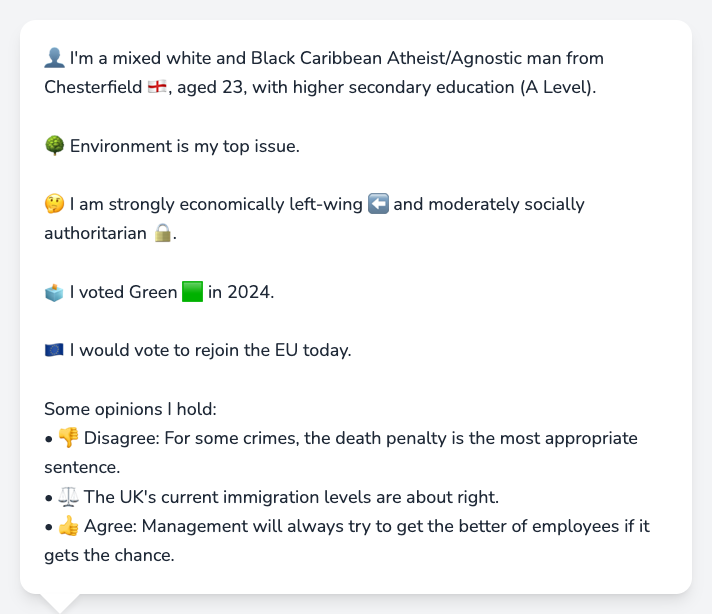 👤 I'm a mixed white and Black Caribbean Atheist/Agnostic man from
Chesterfield 🏴󠁧󠁢󠁥󠁮󠁧󠁿, aged 23, with higher secondary education (A Level).
🌳 Environment is my top issue.
🤔 I am strongly economically left-wing ⬅️ and moderately socially
authoritarian 🔒.
🗳️ I voted Green 🟩 in 2024.
🇪🇺 I would vote to rejoin the EU today.
Some opinions I hold:
• 👎 Disagree: For some crimes, the death penalty is the most appropriate
sentence.
• ⚖️ The UK's current immigration levels are about right.
• 👍 Agree: Management will always try to get the better of employees if it
gets the chance.